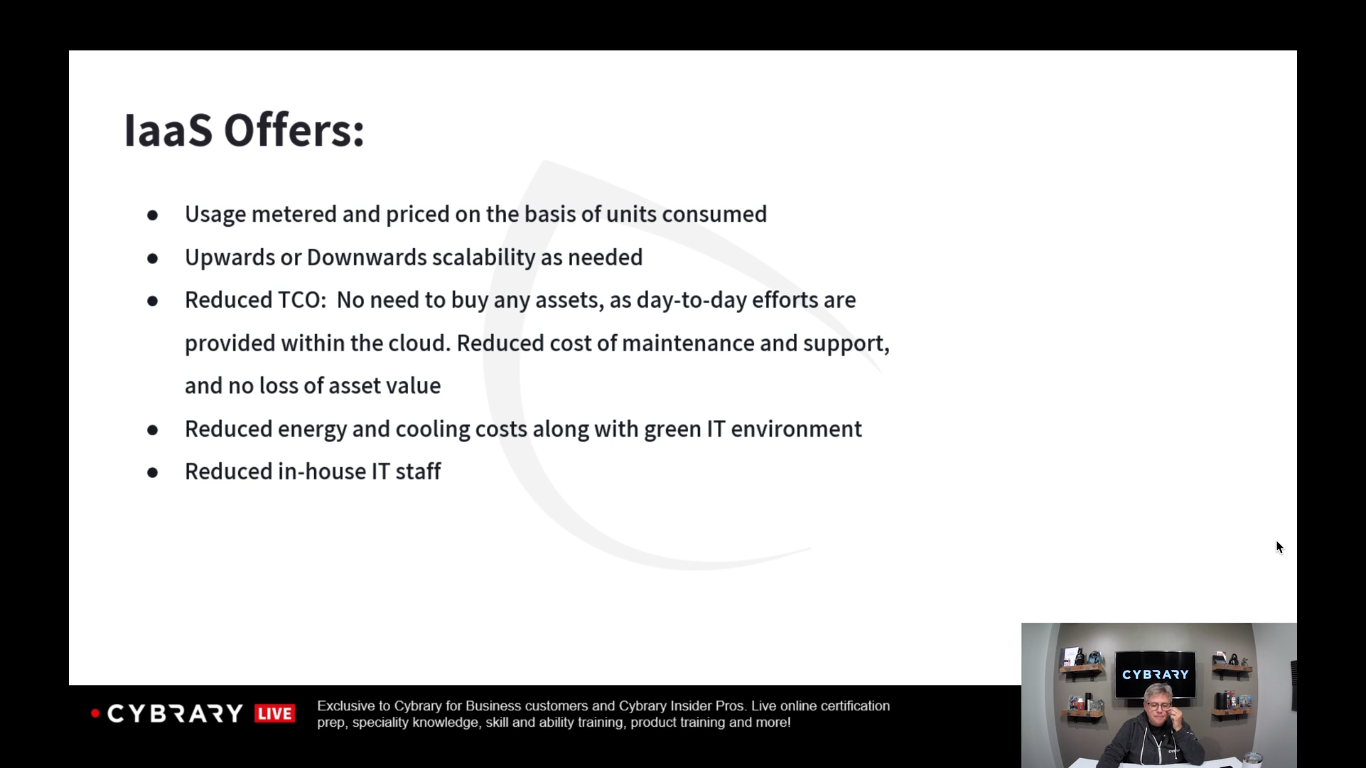 IaaS Offers:
● Usage metered and priced on the basis of units consumed
● Upwards or Downwards scalability as needed
● Reduced TCO:  No need to buy any assets, as day-to-day efforts are
provided within the cloud. Reduced cost of maintenance and support,
and no loss of asset value
● Reduced energy and cooling costs along with green IT environment
● Reduced in-house IT staff
CYBRARY
CYBRARY LIVE
Exclusive to Cybrary for Business customers and Cybrary Insider Pros. Live online certification
prep, speciality knowledge, skill and ability training, product training and more!